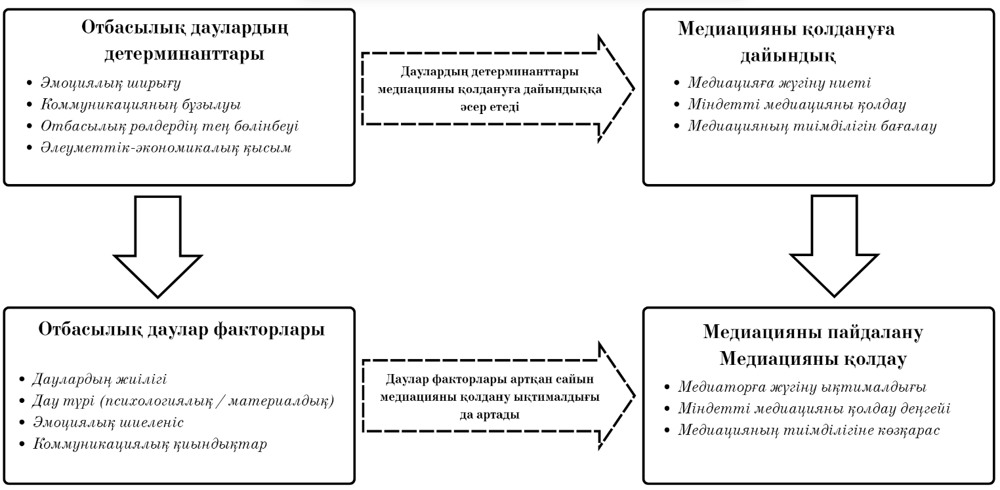 Отбасылық даулардың
детерминанттары
• Эмоциялық ширығу
• Коммуникацияның бұзылуы
• Отбасылық рөлдердің тең бөлінбеуі
• Әлеуметтік-экономикалық қысым
Даулардың детерминанттары
медиацияны қолдануға дайындыққа
әсер етеді
Медиацияны қолдануға
дайындық
• Медиацияға жүгіну ниеті
• Міндетті медиацияны қолдау
• Медиацияның тиімділігін бағалау
Отбасылық даулар факторлары
• Даулардың жиілігі
• Дау түрі (психологиялық / материалдық)
• Эмоциялық шиеленіс
• Коммуникациялық қиындықтар
Даулар факторлары артқан сайын
медиацияны қолдану ықтималдығы
да артады
Медиацияны пайдалану
Медиацияны қолдау
• Медиаторға жүгіну ықтималдығы
• Міндетті медиацияны қолдау деңгейі
• Медиацияның тиімділігіне көзқарас